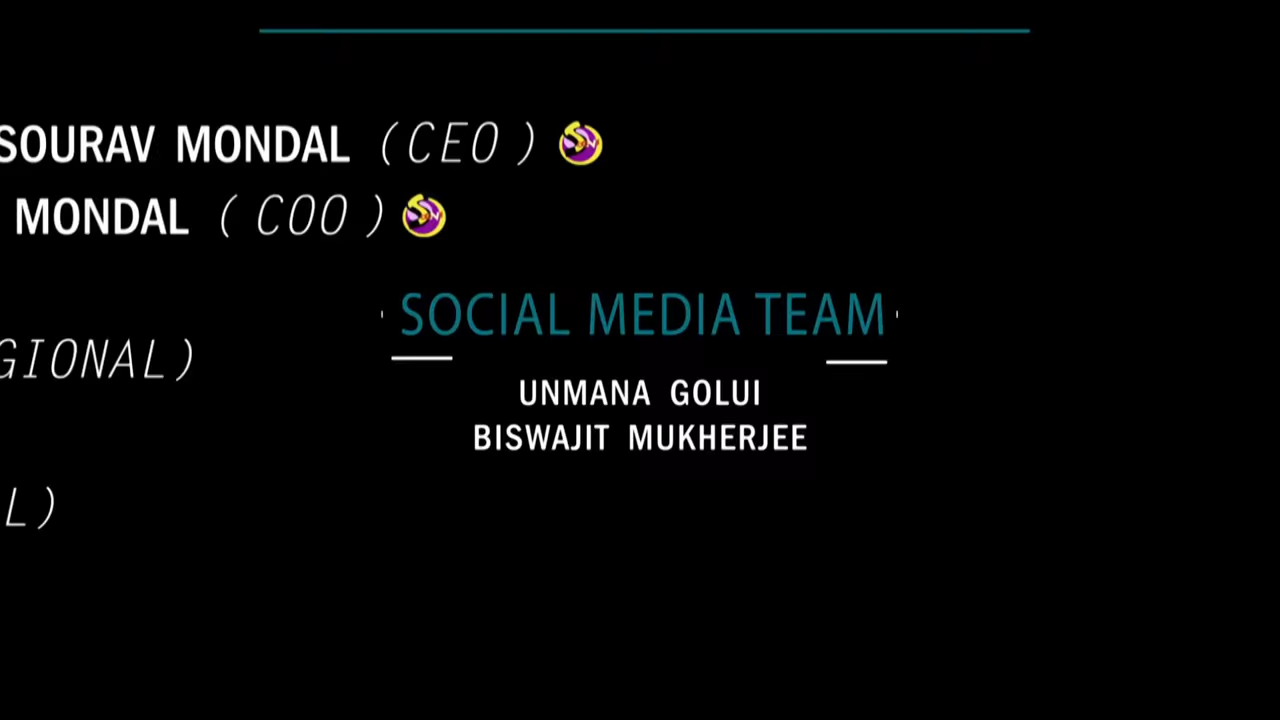 SOURAV MONDAL (CEO)
MONDAL (COO)
SOCIAL MEDIA TEAM
GIONAL)
UNMANA GOLUI
BISWAJIT MUKHERJEE
L)